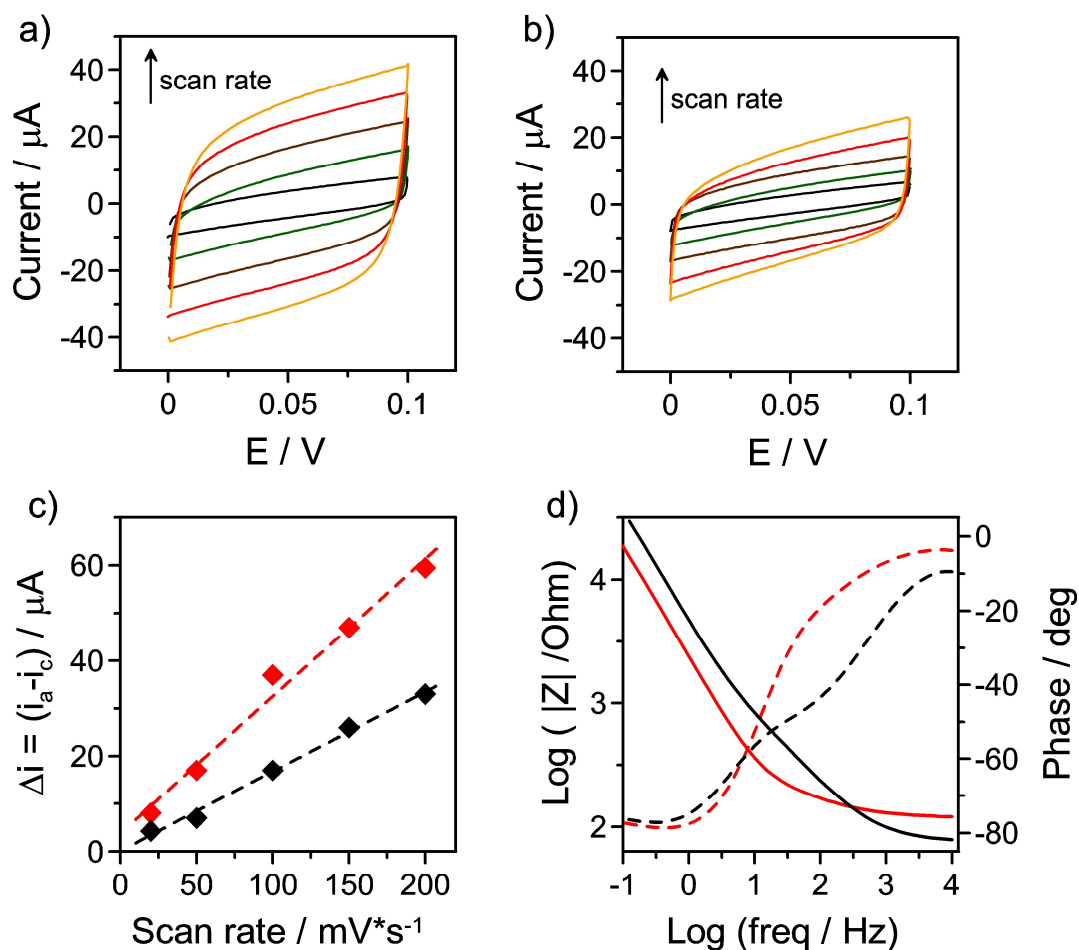 a)
scan rate
Current / μA
40
20
0
-20
-40
0
0.05
0.1
E / V
b)
scan rate
Current / μA
40
20
0
-20
-40
0
0.05
0.1
E / V
c)
Δi = (iₐ-i_c) / μA
60
40
20
0
0
50
100
150
200
Scan rate / mV*s⁻¹
d)
Log ( |Z| /Ohm)
4
3
2
0
-20
-40
-60
-80
Phase / deg
-1
0
1
2
3
4
Log (freq / Hz)